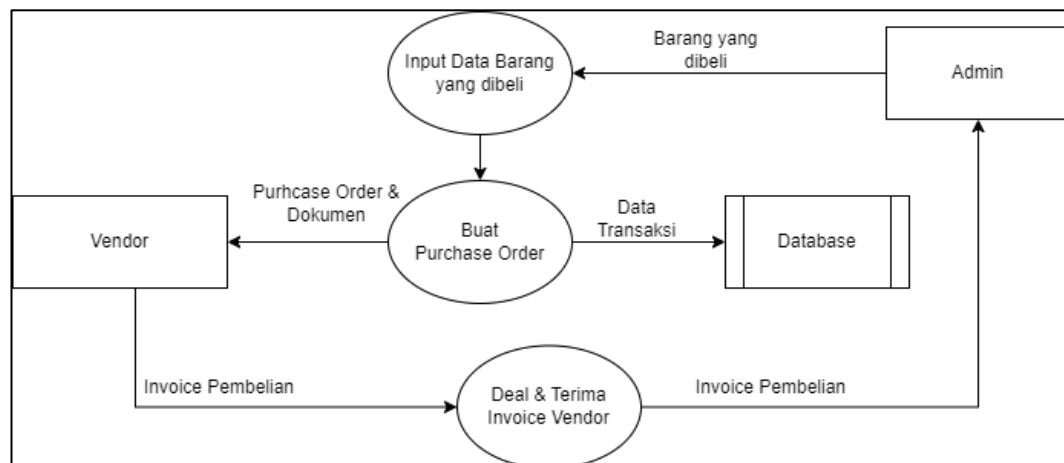 Input Data Barang
yang dibeli
Barang yang
dibeli
Admin
Purhcase Order &
Dokumen
Vendor
Buat
Purchase Order
Data
Transaksi
Database
Invoice Pembelian
Deal & Terima
Invoice Vendor
Invoice Pembelian